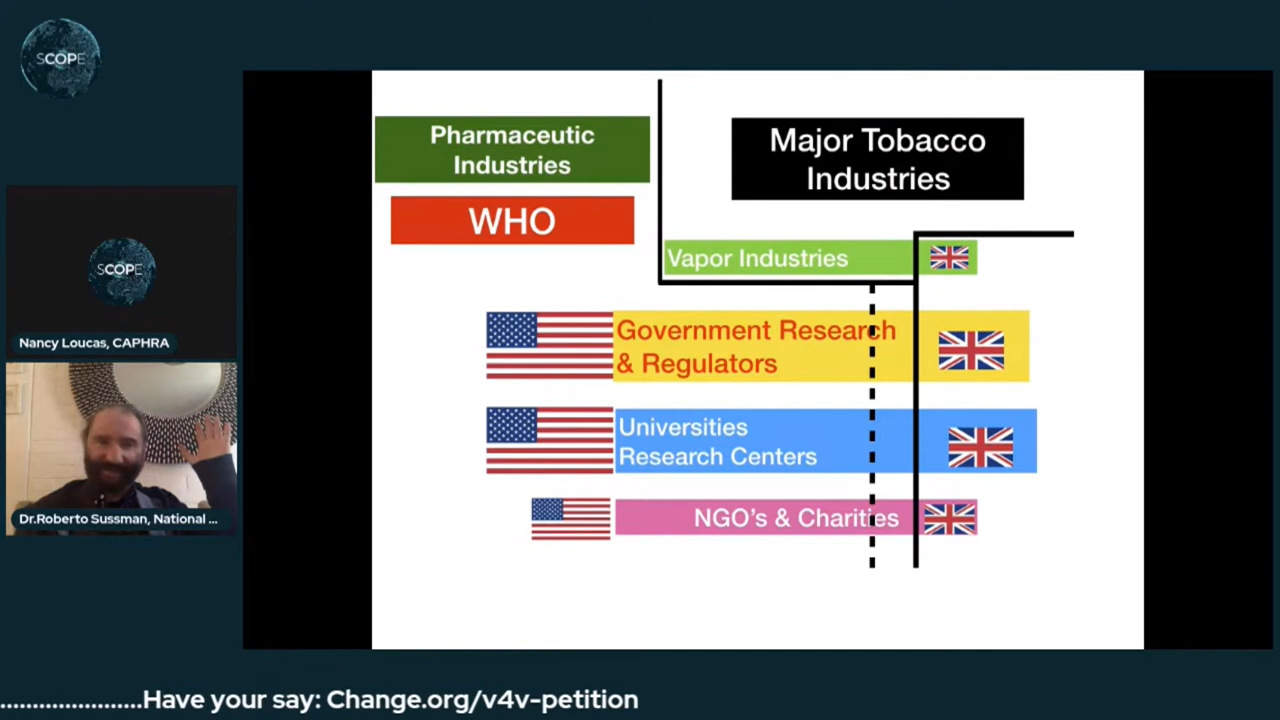 SCOPE
Pharmaceutic
Industries
WHO
Major Tobacco
Industries
Vapor Industries
Government Research
& Regulators
Universities
Research Centers
NGO's & Charities
SCOPE
Nancy Loucas, CAPHRA
Dr.Roberto Sussman, National ...
......................Have your say: Change.org/v4v-petition